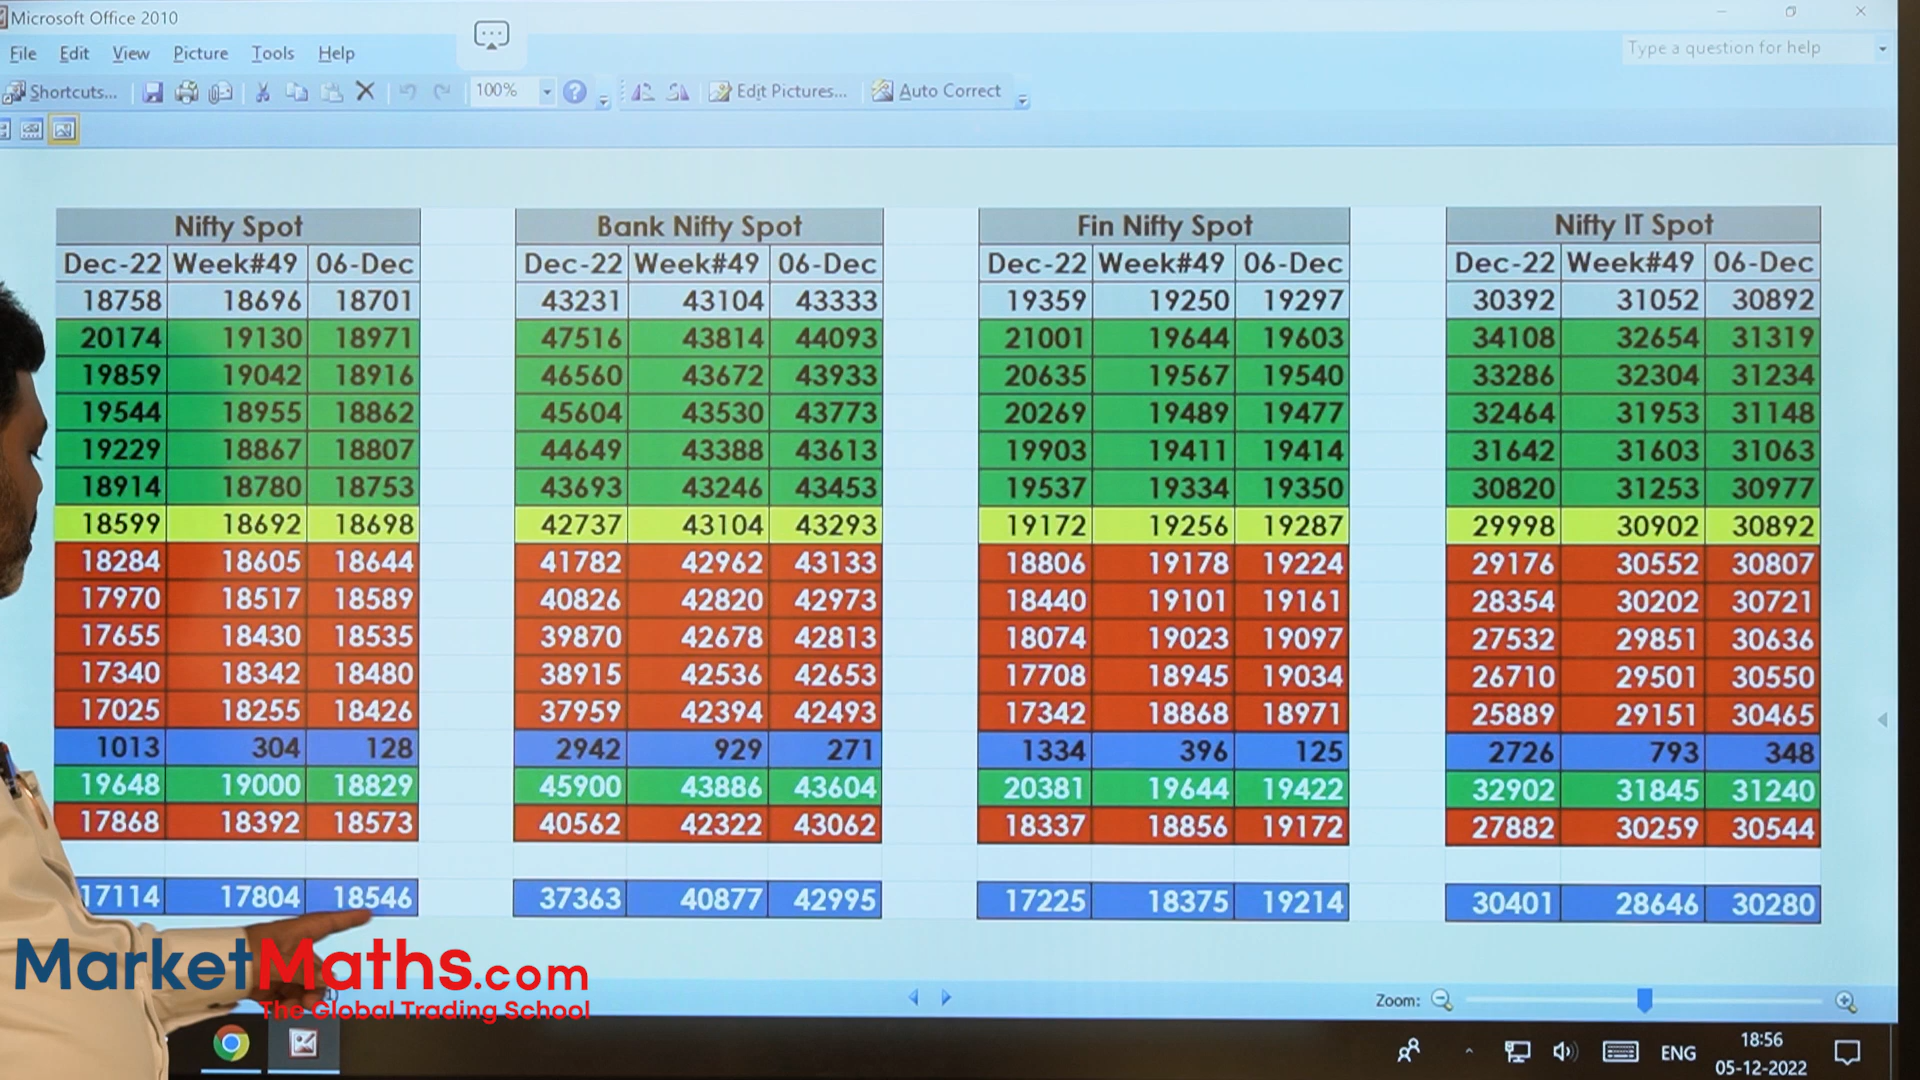 Microsoft Office 2010
File Edit View Picture Tools Help
Type a question for help
Shortcuts... 100% Edit Pictures... Auto Correct
Nifty Spot
Dec-22 Week#49 06-Dec
18758 18696 18701
20174 19130 18971
19859 19042 18916
19544 18955 18862
19229 18867 18807
18914 18780 18753
18599 18692 18698
18284 18605 18644
17970 18517 18589
17655 18430 18535
17340 18342 18480
17025 18255 18426
1013 304 128
19648 19000 18829
17868 18392 18573
17114 17804 18546
Bank Nifty Spot
Dec-22 Week#49 06-Dec
43231 43104 43333
47516 43814 44093
46560 43672 43933
45604 43530 43773
44649 43388 43613
43693 43246 43453
42737 43104 43293
41782 42962 43133
40826 42820 42973
39870 42678 42813
38915 42536 42653
37959 42394 42493
2942 929 271
45900 43886 43604
40562 42322 43062
37363 40877 42995
Fin Nifty Spot
Dec-22 Week#49 06-Dec
19359 19250 19297
21001 19644 19603
20635 19567 19540
20269 19489 19477
19903 19411 19414
19537 19334 19350
19172 19256 19287
18806 19178 19224
18440 19101 19161
18074 19023 19097
17708 18945 19034
17342 18868 18971
1334 396 125
20381 19644 19422
18337 18856 19172
17225 18375 19214
Nifty IT Spot
Dec-22 Week#49 06-Dec
30392 31052 30892
34108 32654 31319
33286 32304 31234
32464 31953 31148
31642 31603 31063
30820 31253 30977
29998 30902 30892
29176 30552 30807
28354 30202 30721
27532 29851 30636
26710 29501 30550
25889 29151 30465
2726 793 348
32902 31845 31240
27882 30259 30544
30401 28646 30280
MarketMaths.com
The Global Trading School
Zoom:
ENG
18:56
05-12-2022